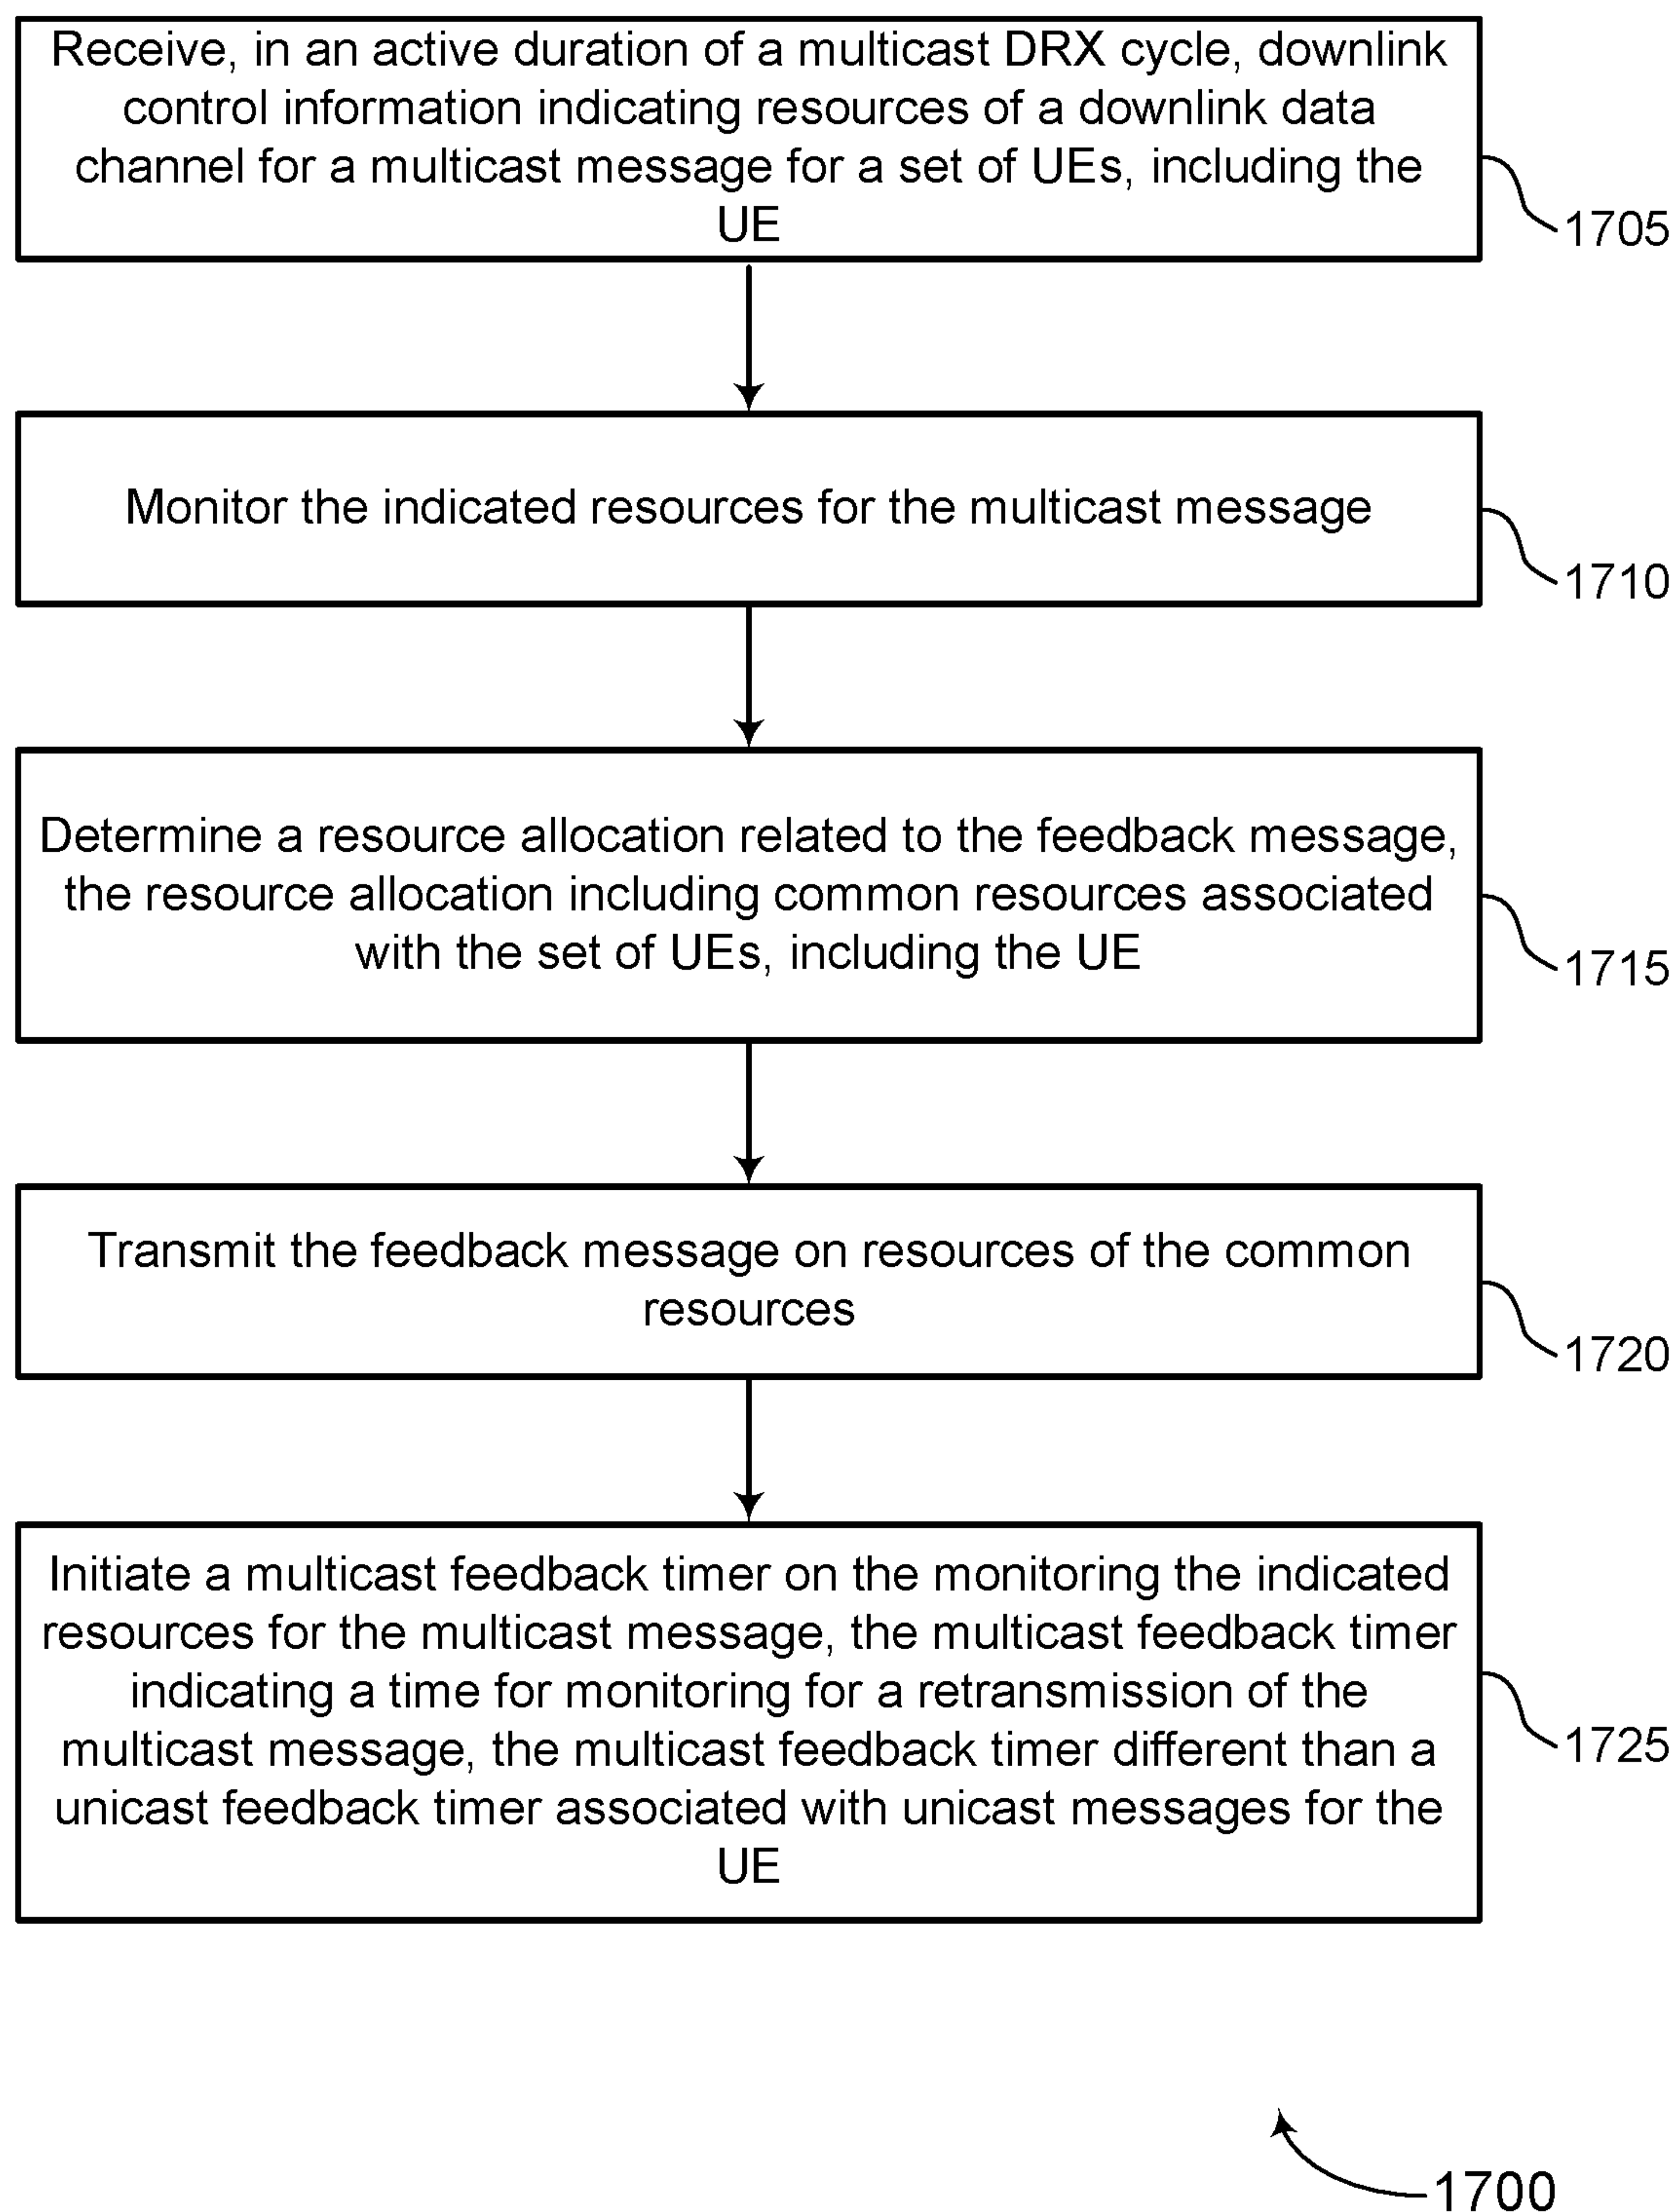 Receive, in an active duration of a multicast DRX cycle, downlink
control information indicating resources of a downlink data
channel for a multicast message for a set of UEs, including the
UE
1705
Monitor the indicated resources for the multicast message
1710
Determine a resource allocation related to the feedback message,
the resource allocation including common resources associated
with the set of UEs, including the UE
1715
Transmit the feedback message on resources of the common
resources
1720
Initiate a multicast feedback timer on the monitoring the indicated
resources for the multicast message, the multicast feedback timer
indicating a time for monitoring for a retransmission of the
multicast message, the multicast feedback timer different than a
unicast feedback timer associated with unicast messages for the
UE
1725
1700